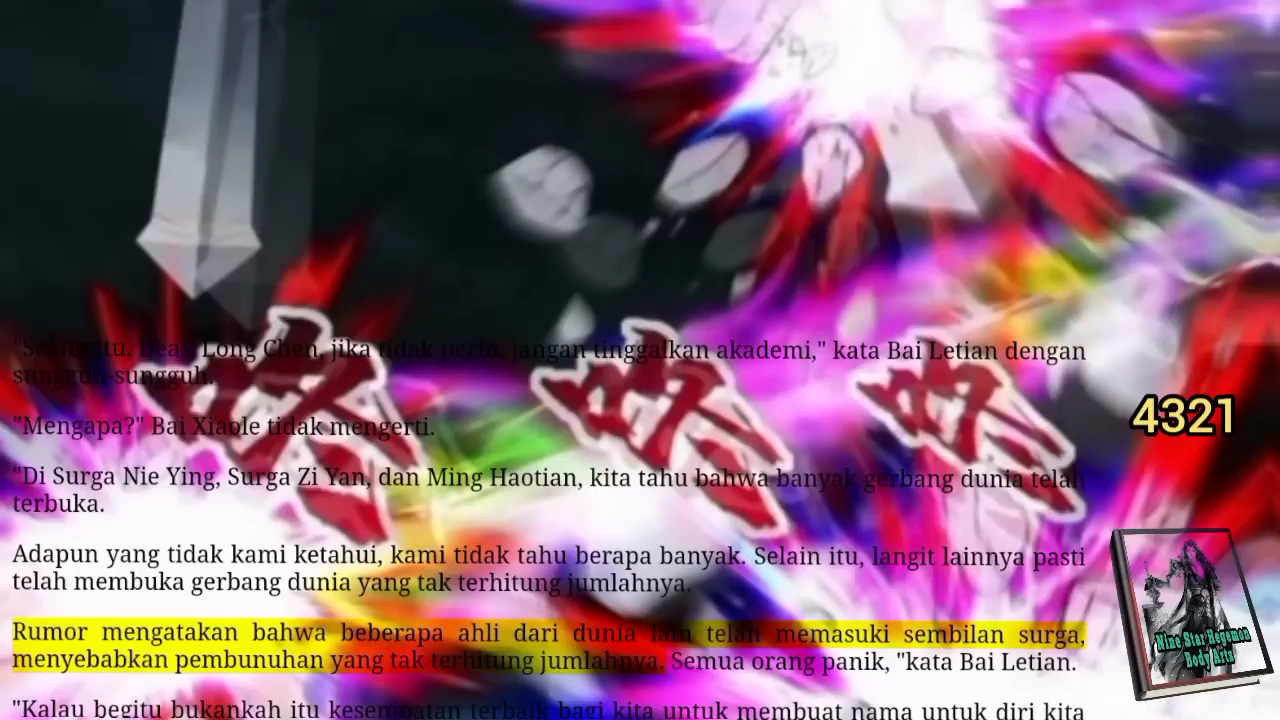 "Selain itu, Dean Long Chen, jika tidak perlu, jangan tinggalkan akademi," kata Bai Letian dengan
sungguh-sungguh.
"Mengapa?" Bai Xiaole tidak mengerti.
"Di Surga Nie Ying, Surga Zi Yan, dan Ming Haotian, kita tahu bahwa banyak gerbang dunia telah
terbuka.
4321
Adapun yang tidak kami ketahui, kami tidak tahu berapa banyak. Selain itu, langit lainnya pasti
telah membuka gerbang dunia yang tak terhitung jumlahnya.
Rumor mengatakan bahwa beberapa ahli dari dunia lain telah memasuki sembilan surga,
menyebabkan pembunuhan yang tak terhitung jumlahnya. Semua orang panik, "kata Bai Letian.
Nine Star Hegemon
Body Arts
"Kalau begitu bukankah itu kesempatan terbaik bagi kita untuk membuat nama untuk diri kita